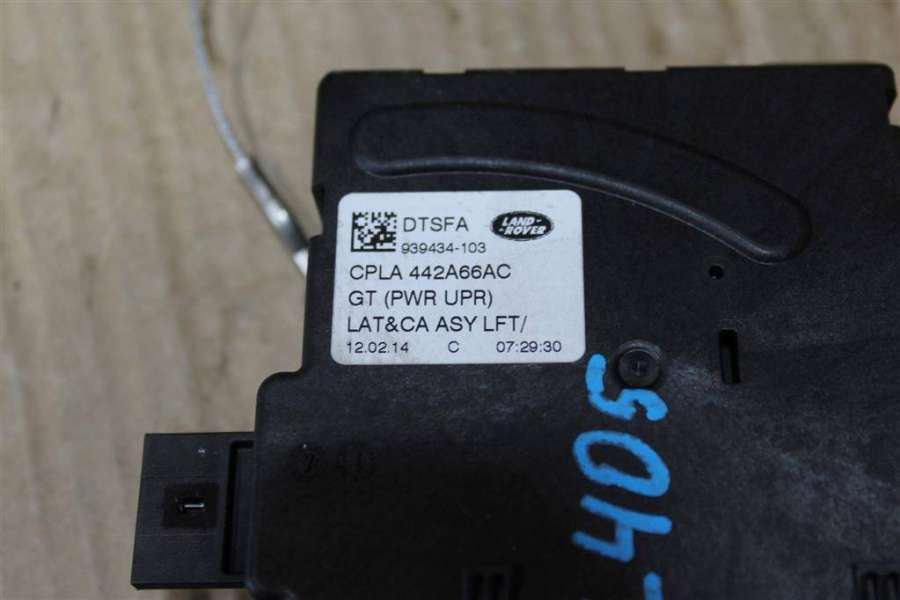 DTSFA
LAND-
ROVER
939434-103
CPLA 442A66AC
GT (PWR UPR)
LAT&CA ASY LFT/
12.02.14 C 07:29:30
-405